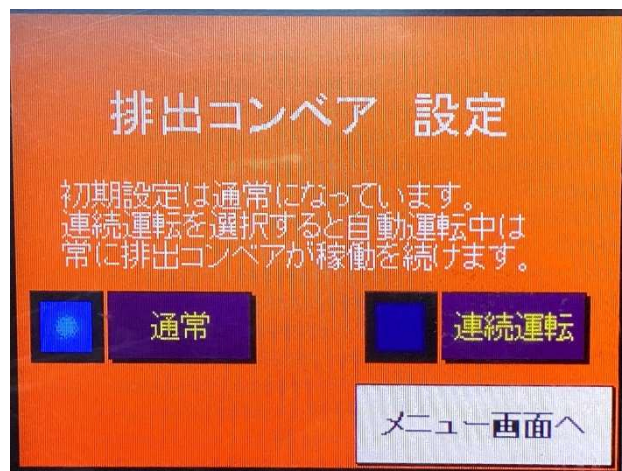 排出コンベア 設定
初期設定は通常になっています。
連続運転を選択すると自動運転中は
常に排出コンベアが稼働を続けます。
通常
連続運転
メニュー画面へ